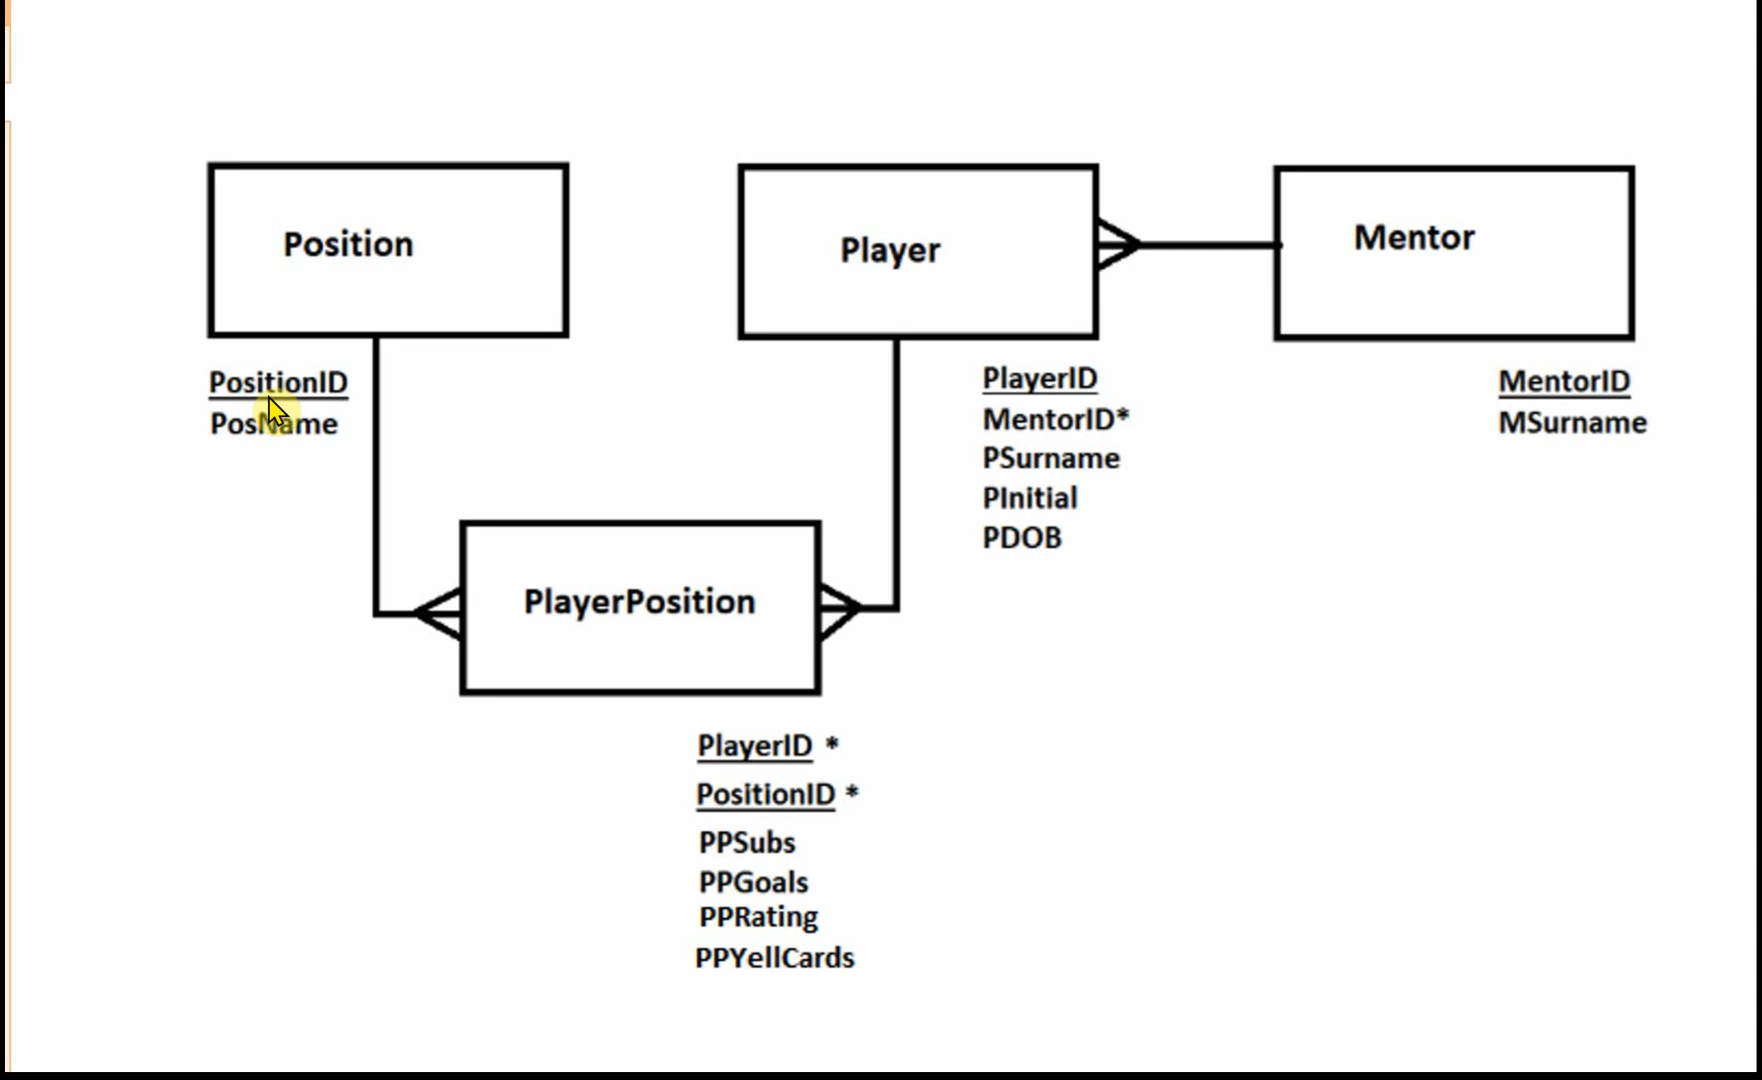 Position
Player
Mentor
PositionID
PosName
PlayerID
MentorID*
PSurname
PInitial
PDOB
MentorID
MSurname
PlayerPosition
PlayerID *
PositionID *
PPSubs
PPGoals
PPRating
PPYellCards